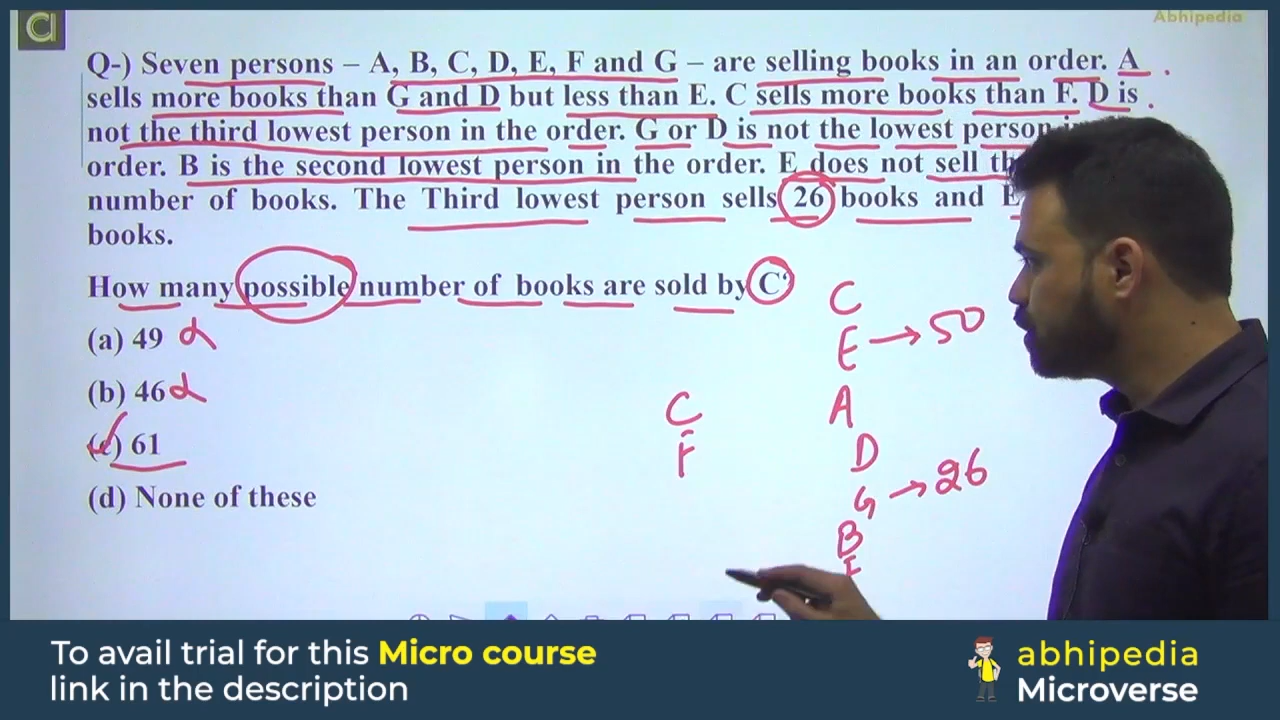 Abhipedia
Q-) Seven persons – A, B, C, D, E, F and G – are selling books in an order. A
sells more books than G and D but less than E. C sells more books than F. D is
not the third lowest person in the order. G or D is not the lowest person
order. B is the second lowest person in the order. E does not sell
number of books. The Third lowest person sells 26 books and E
books.
How many possible number of books are sold by C
(a) 49
(b) 46
(c) 61
(d) None of these
C
E → 50
A
D
G → 26
B
F
C
F
To avail trial for this Micro course
link in the description
abhipedia
Microverse